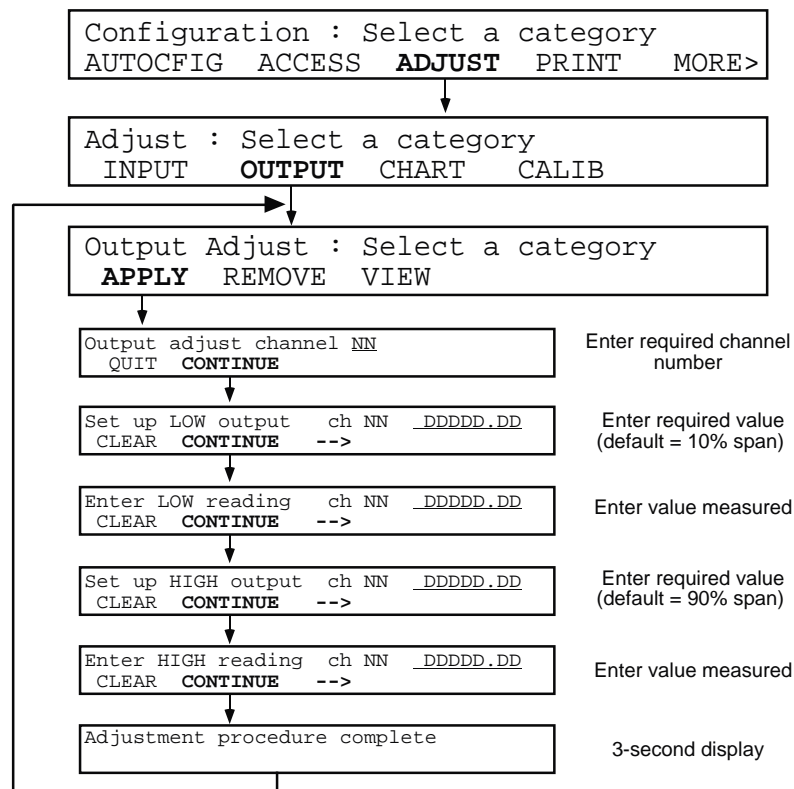 Configuration : Select a category
AUTOCFIG ACCESS ADJUST PRINT MORE>
Adjust : Select a category
INPUT OUTPUT CHART CALIB
Output Adjust : Select a category
APPLY REMOVE VIEW
Output adjust channel NN
QUIT CONTINUE
Enter required channel
number
Set up LOW output ch NN DDDDD.DD
CLEAR CONTINUE -->
Enter required value
(default = 10% span)
Enter LOW reading ch NN DDDDD.DD
CLEAR CONTINUE -->
Enter value measured
Set up HIGH output ch NN DDDDD.DD
CLEAR CONTINUE -->
Enter required value
(default = 90% span)
Enter HIGH reading ch NN DDDDD.DD
CLEAR CONTINUE -->
Enter value measured
Adjustment procedure complete
3-second display